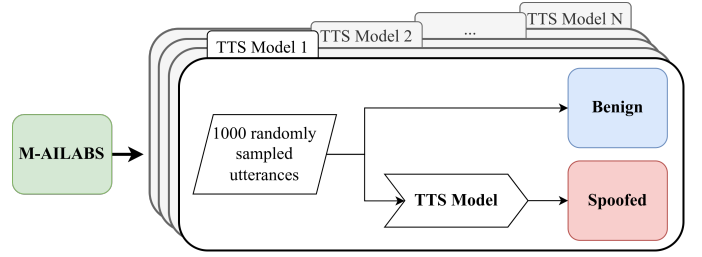 TTS Model N
...
TTS Model 2
TTS Model 1
M-AILABS
1000 randomly
sampled
utterances
Benign
TTS Model
Spoofed